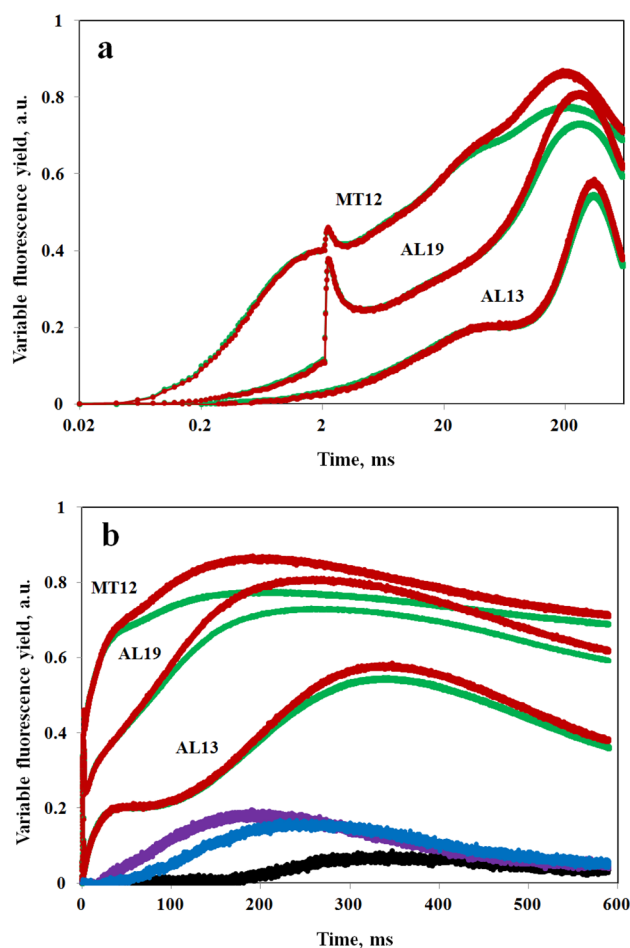 a
Variable fluorescence yield, a.u.
1
0.8
0.6
0.4
0.2
0
MT12
AL19
AL13
0.02
0.2
2
20
200
Time, ms
b
Variable fluorescence yield, a.u.
1
0.8
0.6
0.4
0.2
0
MT12
AL19
AL13
0
100
200
300
400
500
600
Time, ms